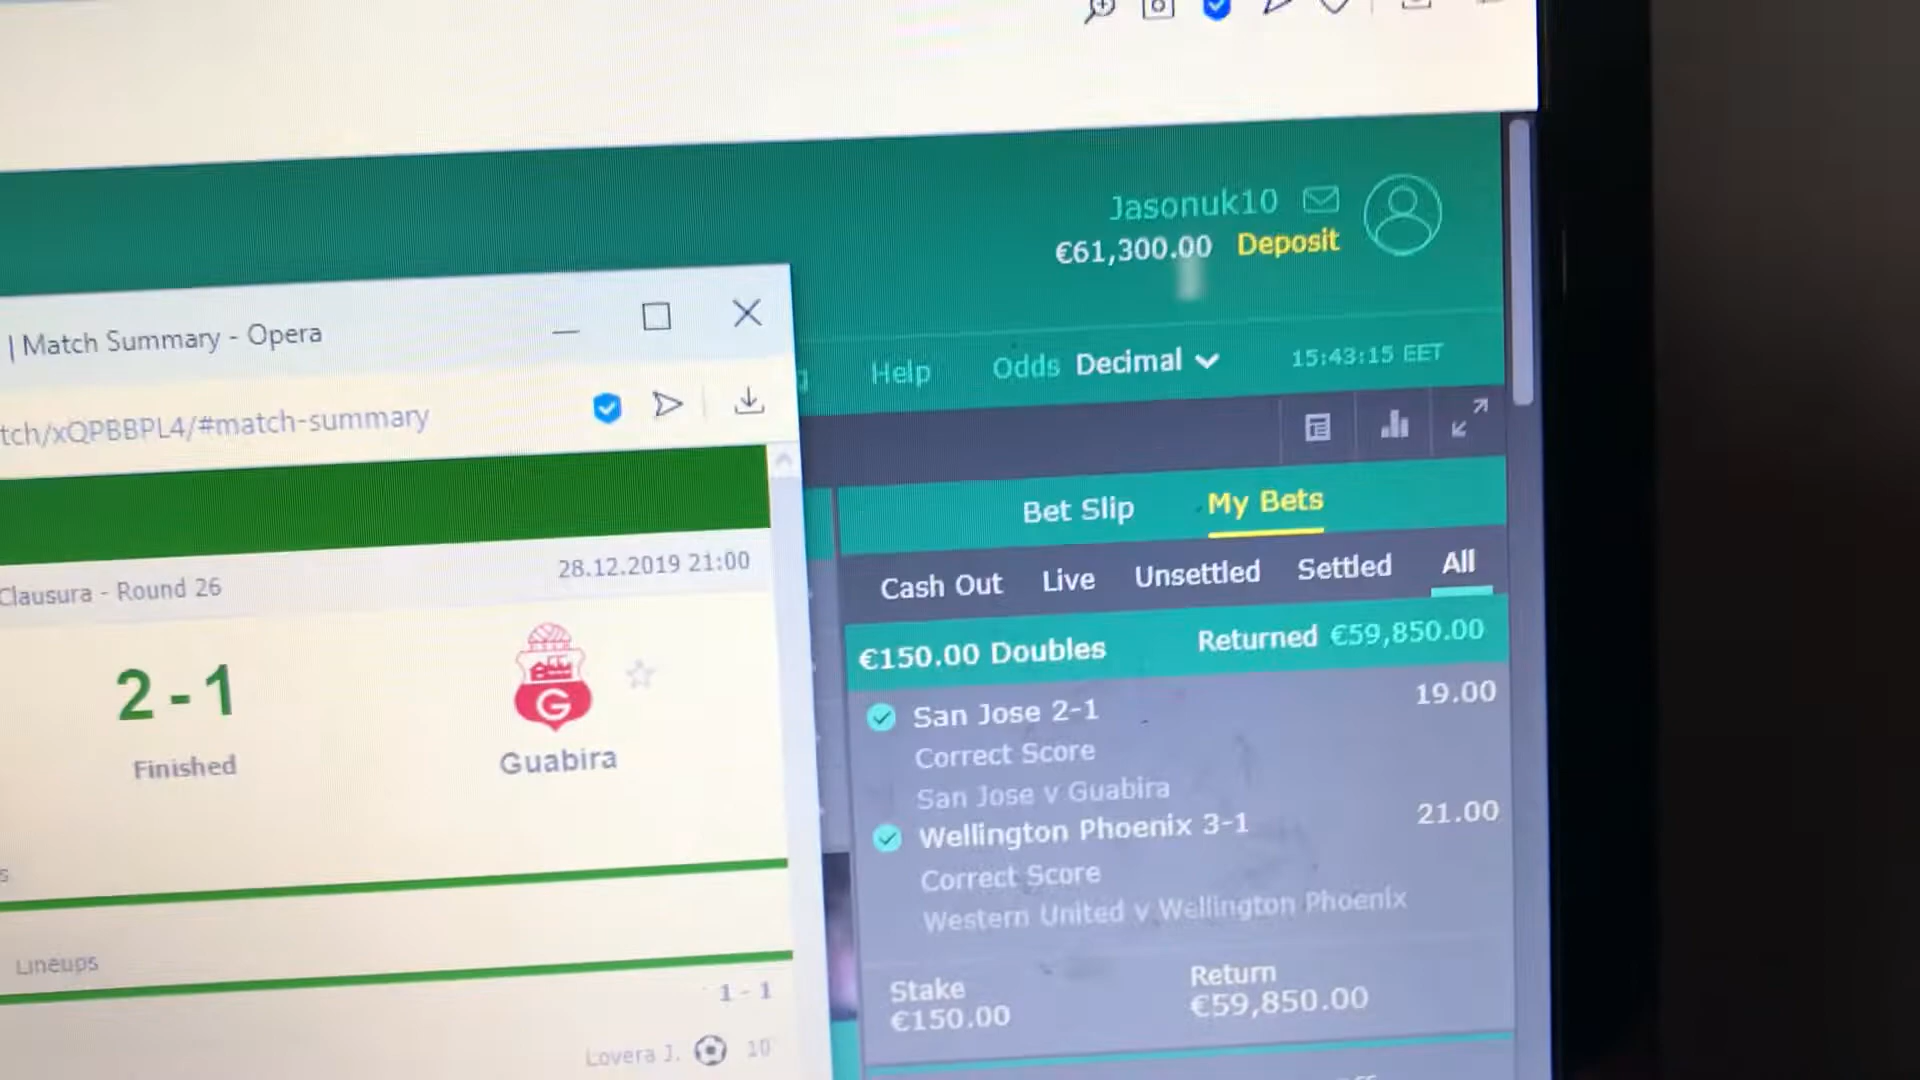 Jasonuk10
€61,300.00 Deposit
| Match Summary - Opera
Help Odds Decimal 15:43:15 EET
tch/xQPBBPL4/#match-summary
Bet Slip My Bets
Clausura - Round 26 28.12.2019 21:00
Cash Out Live Unsettled Settled All
2 - 1
Finished
G
Guabira
€150.00 Doubles Returned €59,850.00
San Jose 2-1 19.00
Correct Score
San Jose v Guabira
Wellington Phoenix 3-1 21.00
Correct Score
Western United v Wellington Phoenix
Stake Return
€150.00 €59,850.00
s
Lineups
1 - 1
Lovera J. 10